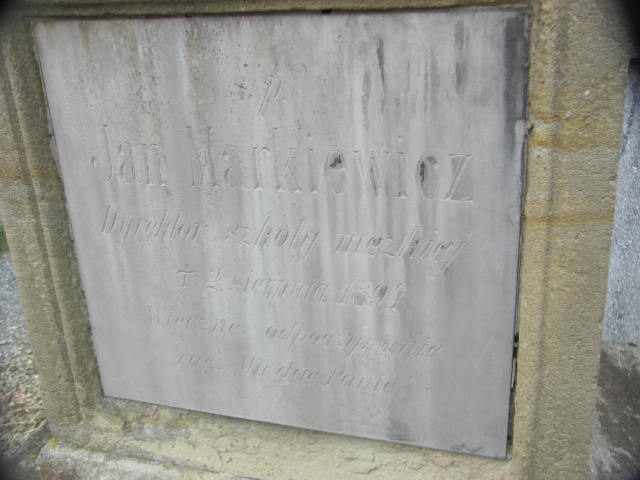 ś.p.
Jan Markiewicz
Dyrektor szkoły męzkiej
† 2 sierpnia 1894
Wieczne odpoczywanie
racz Mu dać Panie!